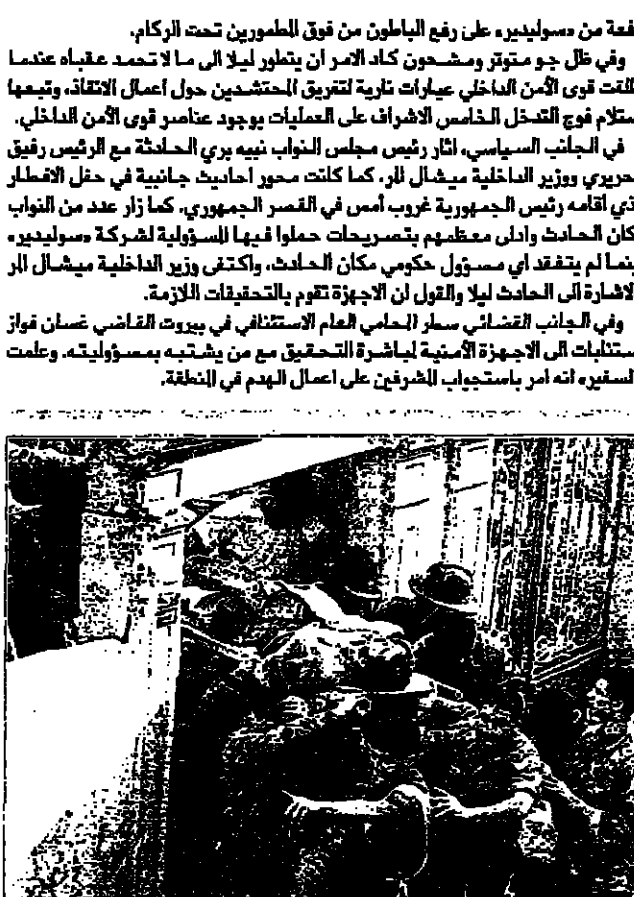 فعة من «سوليدير» على رفع الباطون من فوق المطمورين تحت الركام.
وفي ظل جو متوتر ومشحون كاد الامر ان يتطور ليلا الى ما لا تحمد عقباه عندما
طلقت قوى الأمن الداخلي عيارات نارية لتفريق المحتشدين حول أعمال الانقاذ، وتبعها
ستلام فوج التدخل الخامس الاشراف على العمليات بوجود عناصر قوى الأمن الداخلي.
في الجانب السياسي، اثار رئيس مجلس النواب نبيه بري الحادثة مع الرئيس رفيق
حريري ووزير الداخلية ميشال المر، كما كانت محور احاديث جانبية في حفل الافطار
ذي اقامه رئيس الجمهورية غروب أمس في القصر الجمهوري. كما زار عدد من النواب
كان الحادث وادلى معظمهم بتصريحات حملوا فيها المسؤولية لشركة «سوليدير»
ينما لم يتفقد اي مسؤول حكومي مكان الحادث، واكتفى وزير الداخلية ميشال المر
الاشارة الى الحادث ليلا والقول ان الاجهزة تقوم بالتحقيقات اللازمة.
وفي الجانب القضائي سطر المحامي العام الاستئنافي في بيروت القاضي غسان فواز
ستنابات الى الاجهزة الأمنية لمباشرة التحقيق مع من يشتبه بمسؤوليته. وعلمت
لسفير» انه امر باستجواب المشرفين على اعمال الهدم في المنطقة.